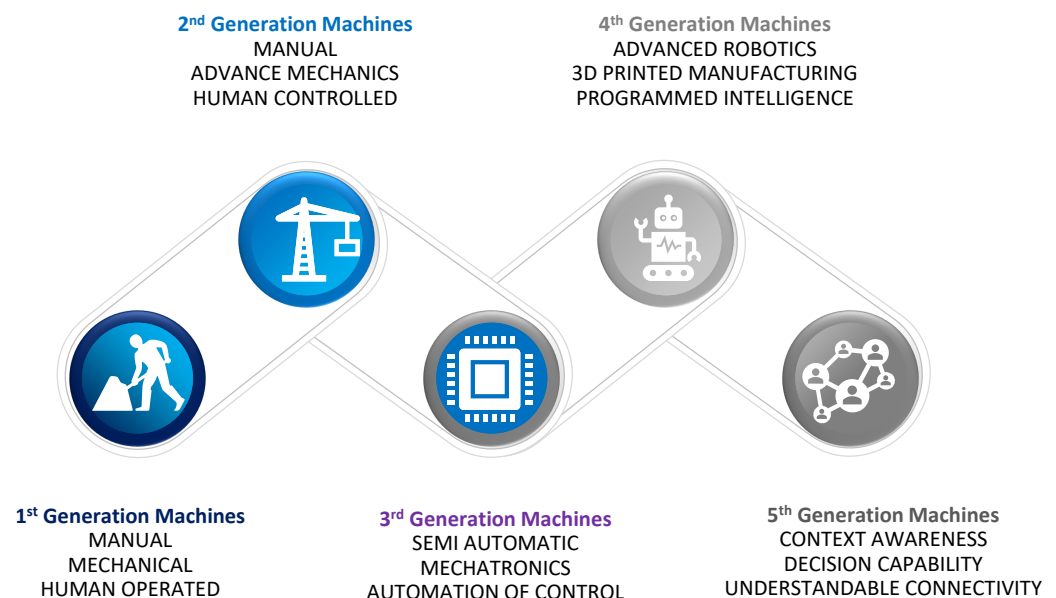 2nd Generation Machines
MANUAL
ADVANCE MECHANICS
HUMAN CONTROLLED
4th Generation Machines
ADVANCED ROBOTICS
3D PRINTED MANUFACTURING
PROGRAMMED INTELLIGENCE
1st Generation Machines
MANUAL
MECHANICAL
HUMAN OPERATED
3rd Generation Machines
SEMI AUTOMATIC
MECHATRONICS
AUTOMATION OF CONTROL
5th Generation Machines
CONTEXT AWARENESS
DECISION CAPABILITY
UNDERSTANDABLE CONNECTIVITY